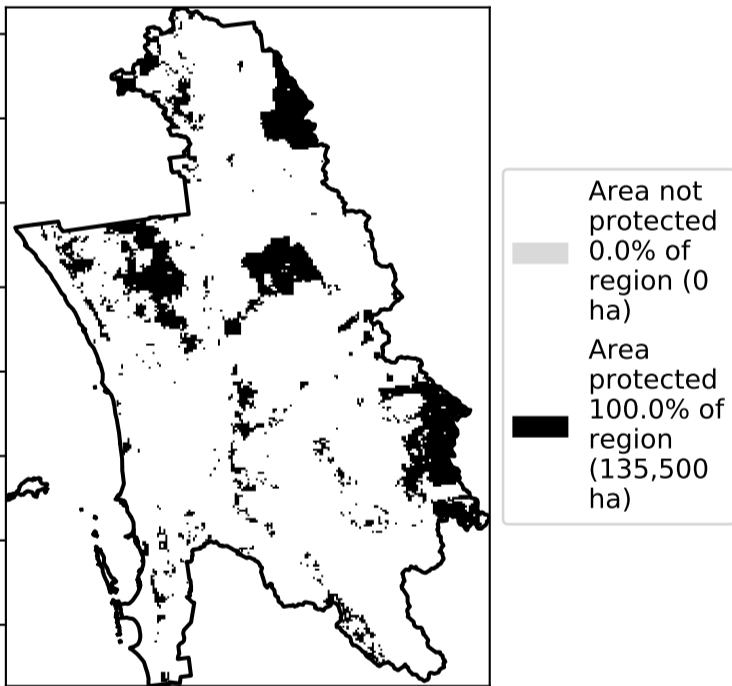 Area not
protected
0.0% of
region (0
ha)
Area
protected
100.0% of
region
(135,500
ha)